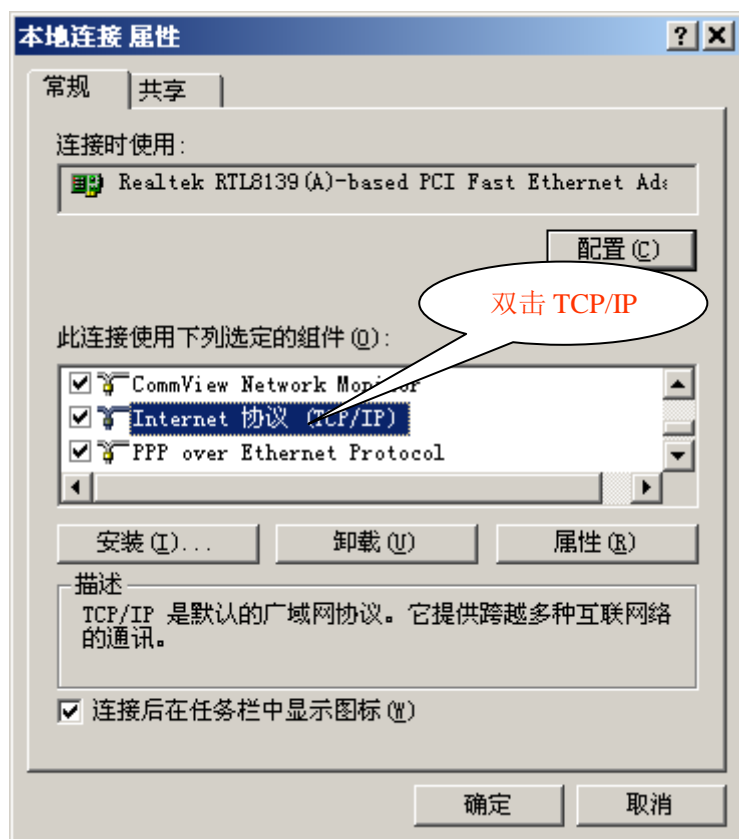 本地连接 属性
常规 共享
连接时使用:
Realtek RTL8139(A)-based PCI Fast Ethernet Ada
配置(C)
双击 TCP/IP
此连接使用下列选定的组件(O):
CommView Network Monitor
Internet 协议 (TCP/IP)
PPP over Ethernet Protocol
安装(I)... 卸载(U) 属性(R)
描述
TCP/IP 是默认的广域网协议。它提供跨越多种互联网络
的通讯。
连接后在任务栏中显示图标(W)
确定 取消